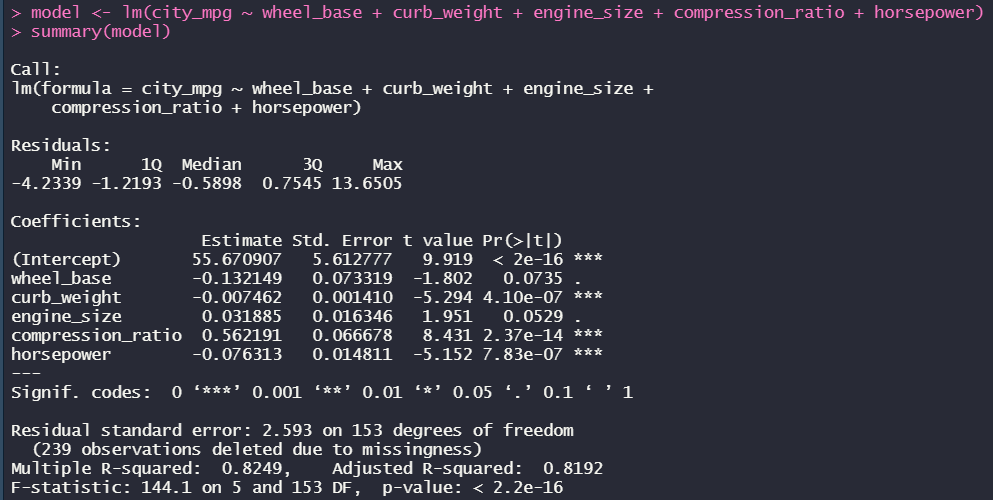 > model <- lm(city_mpg ~ wheel_base + curb_weight + engine_size + compression_ratio + horsepower)
> summary(model)
Call:
lm(formula = city_mpg ~ wheel_base + curb_weight + engine_size +
    compression_ratio + horsepower)
Residuals:
    Min      1Q  Median      3Q     Max
-4.2339 -1.2193 -0.5898  0.7545 13.6505
Coefficients:
                   Estimate Std. Error t value Pr(>|t|)
(Intercept)       55.670907   5.612777   9.919  < 2e-16 ***
wheel_base        -0.132149   0.073319  -1.802   0.0735 .
curb_weight       -0.007462   0.001410  -5.294 4.10e-07 ***
engine_size        0.031885   0.016346   1.951   0.0529 .
compression_ratio  0.562191   0.066678   8.431 2.37e-14 ***
horsepower        -0.076313   0.014811  -5.152 7.83e-07 ***
---
Signif. codes:  0 ‘***’ 0.001 ‘**’ 0.01 ‘*’ 0.05 ‘.’ 0.1 ‘ ’ 1
Residual standard error: 2.593 on 153 degrees of freedom
  (239 observations deleted due to missingness)
Multiple R-squared:  0.8249,    Adjusted R-squared:  0.8192
F-statistic: 144.1 on 5 and 153 DF,  p-value: < 2.2e-16